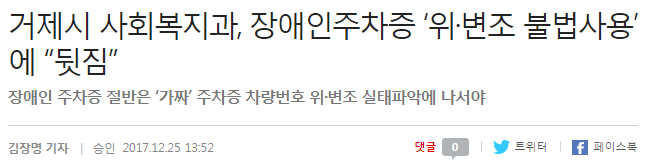 거제시 사회복지과, 장애인주차증 ‘위·변조 불법사용’
에 “뒷짐”
장애인 주차증 절반은 ‘가짜’ 주차증 차량번호 위·변조 실태파악에 나서야
김장명 기자 | 승인 2017.12.25 13:52 댓글 0 트위터 f 페이스북